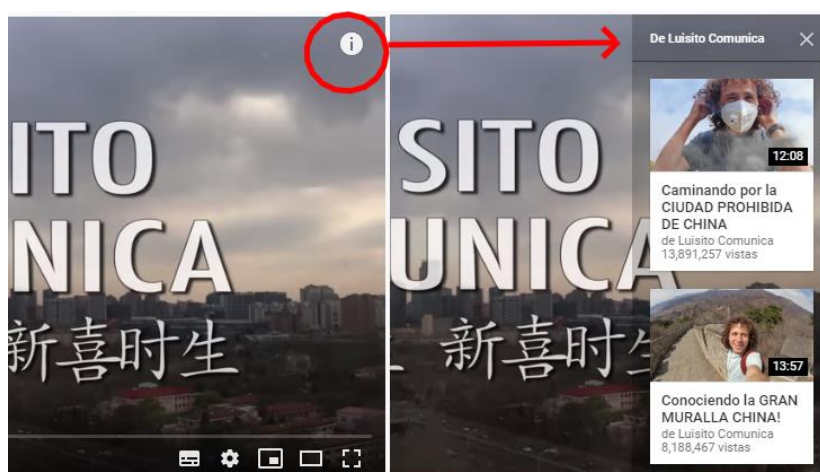 ITO
NICA
新喜时生
SITO
UNICA
新喜时生
De Luisito Comunica
12:08
Caminando por la
CIUDAD PROHIBIDA
DE CHINA
de Luisito Comunica
13,891,257 vistas
13:57
Conociendo la GRAN
MURALLA CHINA!
de Luisito Comunica
8,188,467 vistas